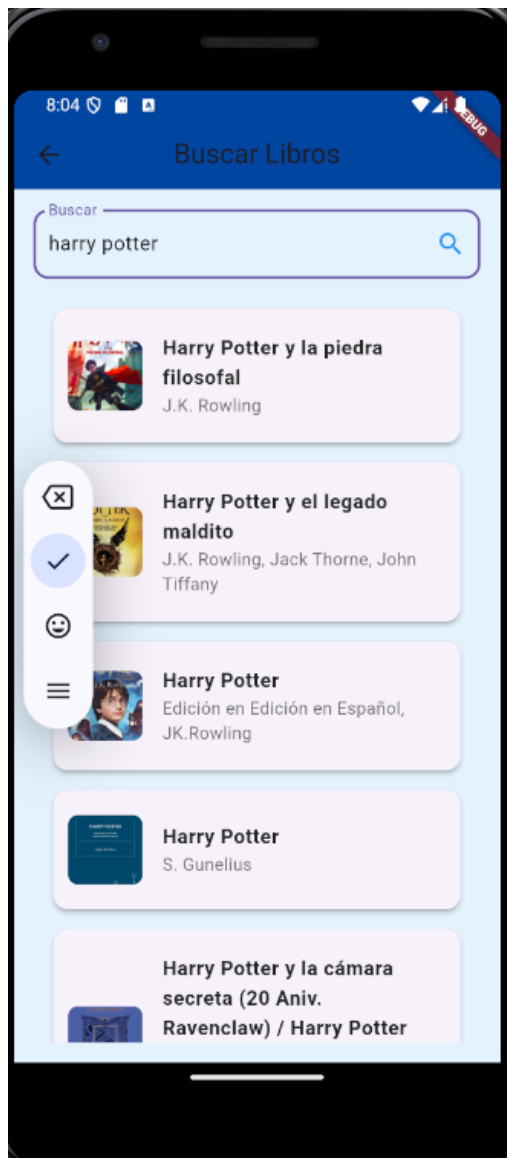 8:04
DEBUG
Buscar Libros
Buscar
harry potter
Harry Potter y la piedra
filosofal
J.K. Rowling
Harry Potter y el legado
maldito
J.K. Rowling, Jack Thorne, John
Tiffany
Harry Potter
Edición en Edición en Español,
JK.Rowling
Harry Potter
S. Gunelius
Harry Potter y la cámara
secreta (20 Aniv.
Ravenclaw) / Harry Potter